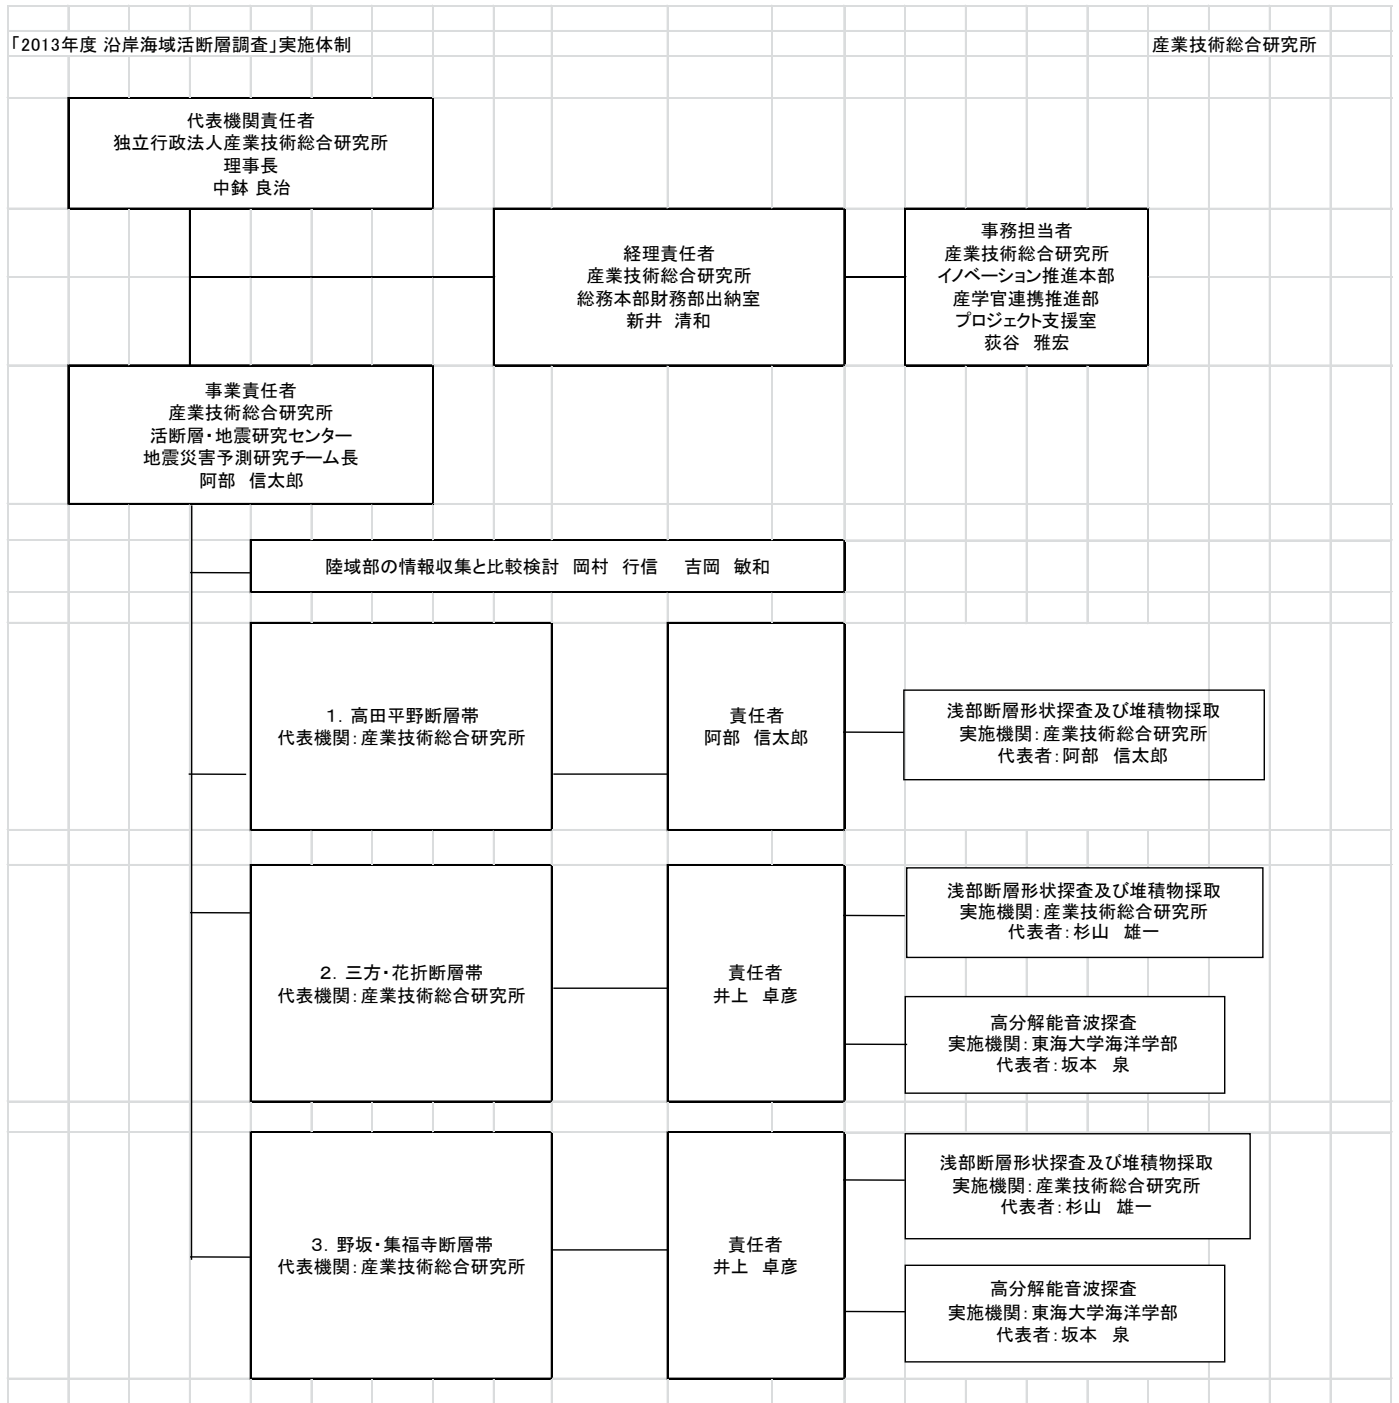 「2013年度 沿岸海域活断層調査」実施体制
産業技術総合研究所
代表機関責任者
独立行政法人産業技術総合研究所
理事長
中鉢 良治
経理責任者
産業技術総合研究所
総務本部財務部出納室
新井　清和
事務担当者
産業技術総合研究所
イノベーション推進本部
産学官連携推進部
プロジェクト支援室
荻谷　雅宏
事業責任者
産業技術総合研究所
活断層・地震研究センター
地震災害予測研究チーム長
阿部　信太郎
陸域部の情報収集と比較検討　岡村　行信　　吉岡　敏和
１．高田平野断層帯
代表機関：産業技術総合研究所
責任者
阿部　信太郎
浅部断層形状探査及び堆積物採取
実施機関：産業技術総合研究所
代表者：阿部　信太郎
２．三方・花折断層帯
代表機関：産業技術総合研究所
責任者
井上　卓彦
浅部断層形状探査及び堆積物採取
実施機関：産業技術総合研究所
代表者：杉山　雄一
高分解能音波探査
実施機関：東海大学海洋学部
代表者：坂本　泉
３．野坂・集福寺断層帯
代表機関：産業技術総合研究所
責任者
井上　卓彦
浅部断層形状探査及び堆積物採取
実施機関：産業技術総合研究所
代表者：杉山　雄一
高分解能音波探査
実施機関：東海大学海洋学部
代表者：坂本　泉